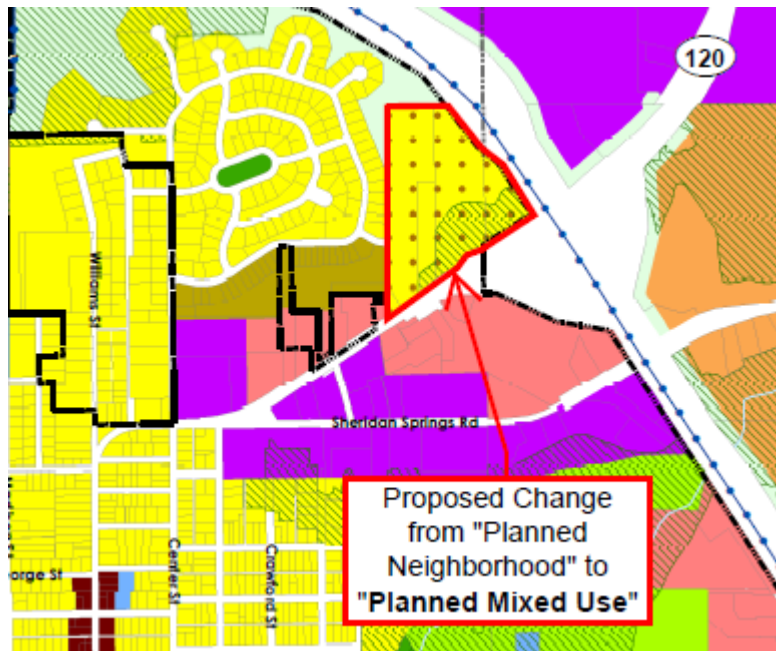 120
Williams St
Sheridan Springs Rd
Proposed Change
from "Planned
Neighborhood" to
"Planned Mixed Use"
orge St
Center St
Crawford St